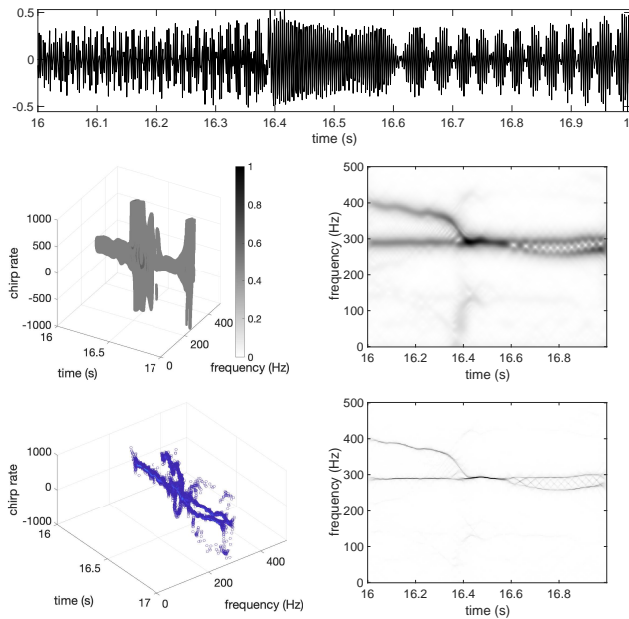 0.5
0
-0.5
16 16.1 16.2 16.3 16.4 16.5 16.6 16.7 16.8 16.9 1
time (s)
1000
500
0
-500
-1000
chirp rate
16
16.5
17
time (s)
0
200
400
frequency (Hz)
1
0.8
0.6
0.4
0.2
0
500
400
300
200
100
0
frequency (Hz)
16 16.2 16.4 16.6 16.8
time (s)
1000
0
-1000
chirp rate
16
16.5
17
time (s)
0
200
400
frequency (Hz)
500
400
300
200
100
0
frequency (Hz)
16 16.2 16.4 16.6 16.8
time (s)